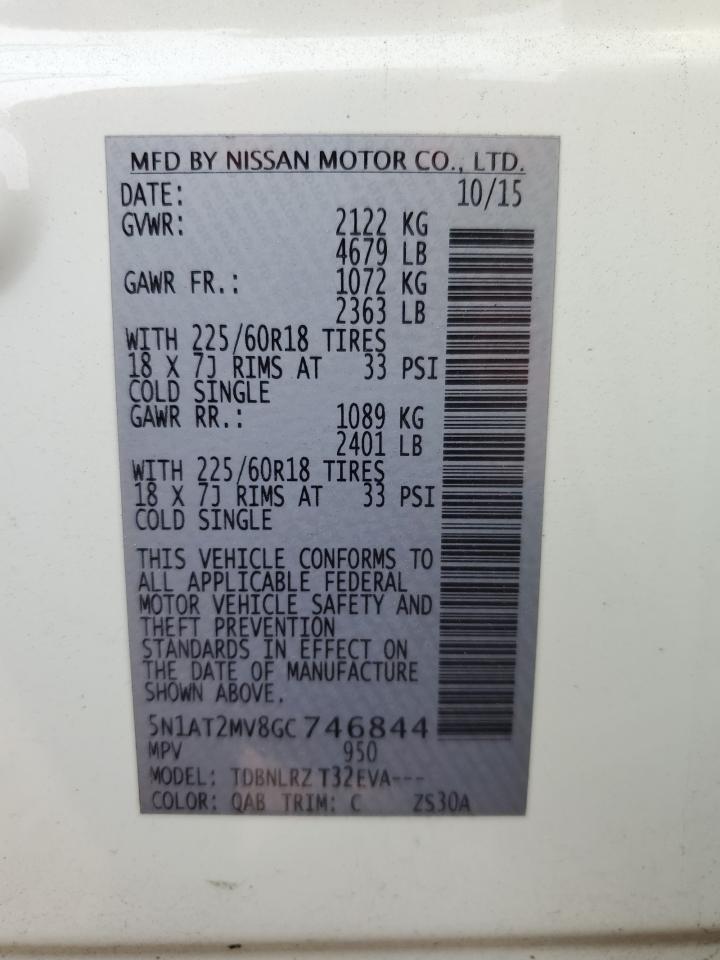 MFD BY NISSAN MOTOR CO., LTD.
DATE: 10/15
GVWR: 2122 KG
4679 LB
GAWR FR.: 1072 KG
2363 LB
WITH 225/60R18 TIRES
18 X 7J RIMS AT 33 PSI
COLD SINGLE
GAWR RR.: 1089 KG
2401 LB
WITH 225/60R18 TIRES
18 X 7J RIMS AT 33 PSI
COLD SINGLE
THIS VEHICLE CONFORMS TO
ALL APPLICABLE FEDERAL
MOTOR VEHICLE SAFETY AND
THEFT PREVENTION
STANDARDS IN EFFECT ON
THE DATE OF MANUFACTURE
SHOWN ABOVE.
5N1AT2MV8GC746844
MPV 950
MODEL: TDBNLRZ T32EVA---
COLOR: QAB TRIM: C ZS30A